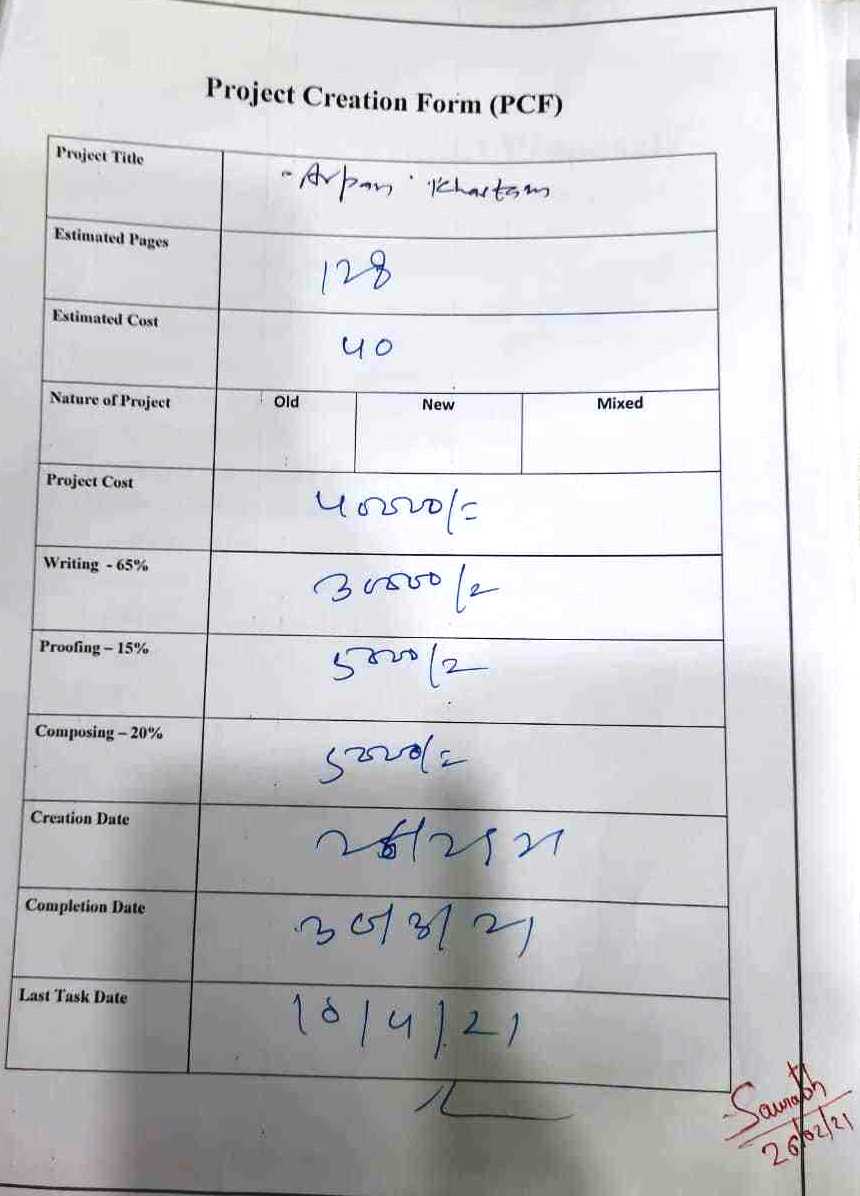 Project Creation Form (PCF)
Project Title - Arpan Khartam
Estimated Pages 128
Estimated Cost 40
Nature of Project Old New Mixed
Project Cost 40000/=
Writing - 65% 30000/=
Proofing – 15% 5000/=
Composing – 20% 5000/=
Creation Date 26/2/21
Completion Date 30/3/21
Last Task Date 10/4/21
Saurabh
26/02/21